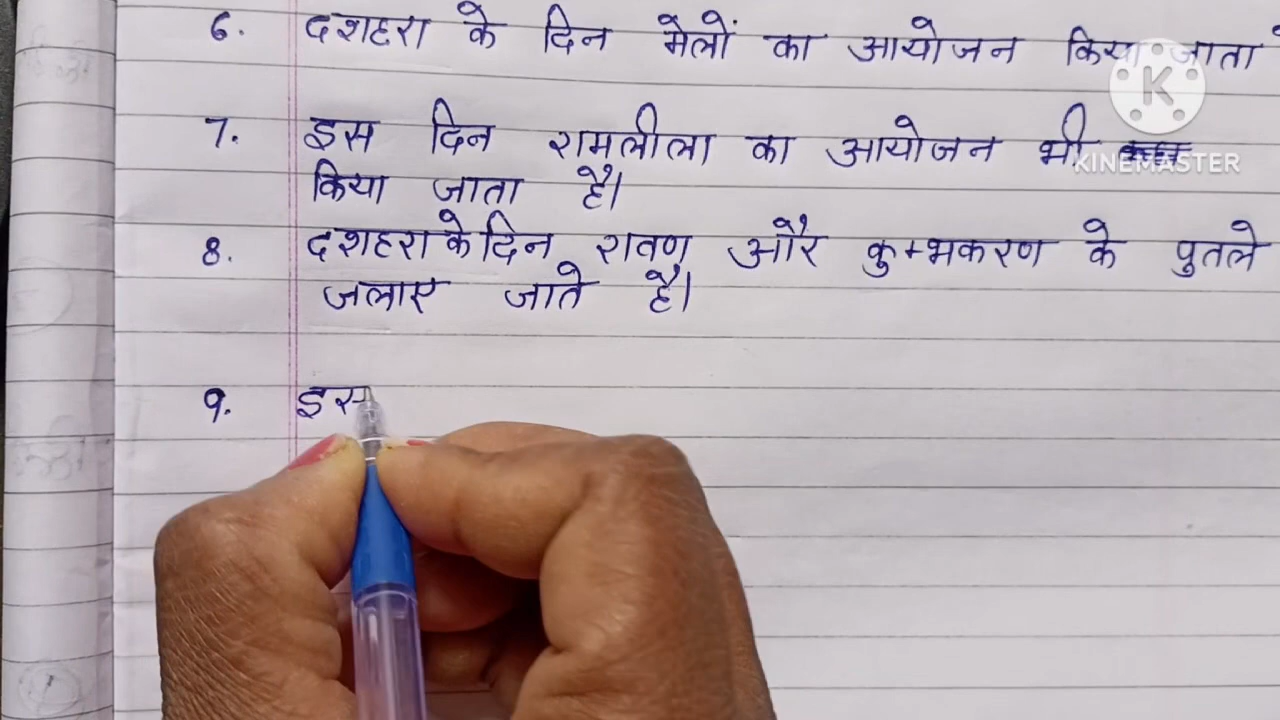 6. दशहरा के दिन मेलों का आयोजन किया जाता
7. इस दिन रामलीला का आयोजन भी
किया जाता है।
8. दशहरा के दिन रावण और कुम्भकरण के पुतले
जलाए जाते है।
9. इस
KINEMASTER